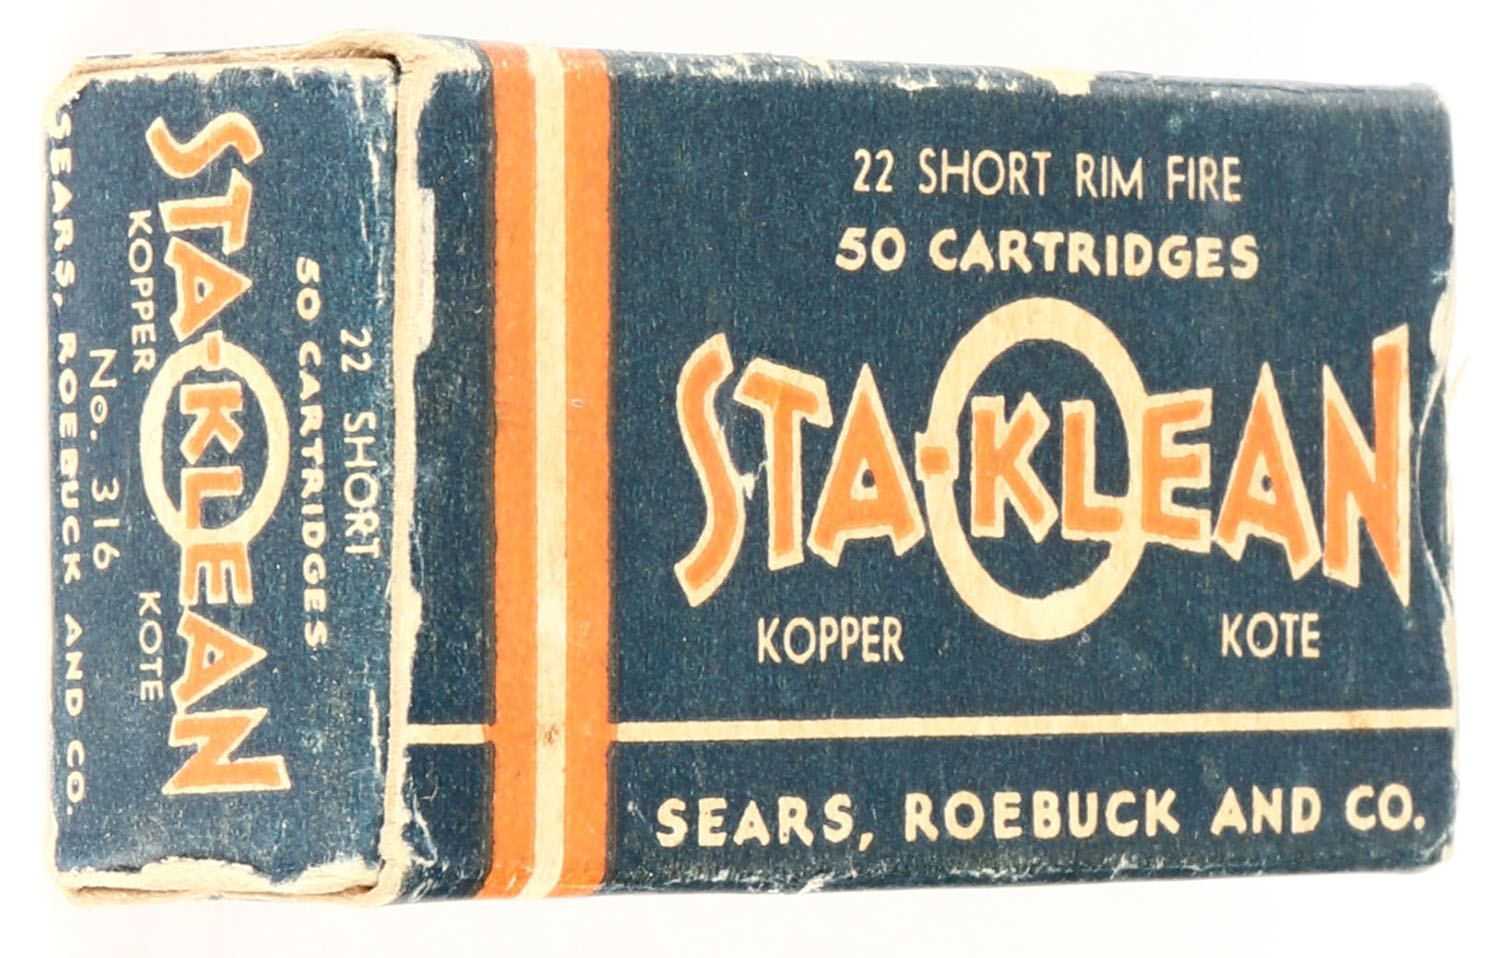 22 SHORT RIM FIRE
50 CARTRIDGES
STA-KLEAN
KOPPER KOTE
SEARS, ROEBUCK AND CO.
22 SHORT
50 CARTRIDGES
STA-KLEAN
KOPPER KOTE
No. 316
SEARS, ROEBUCK AND CO.